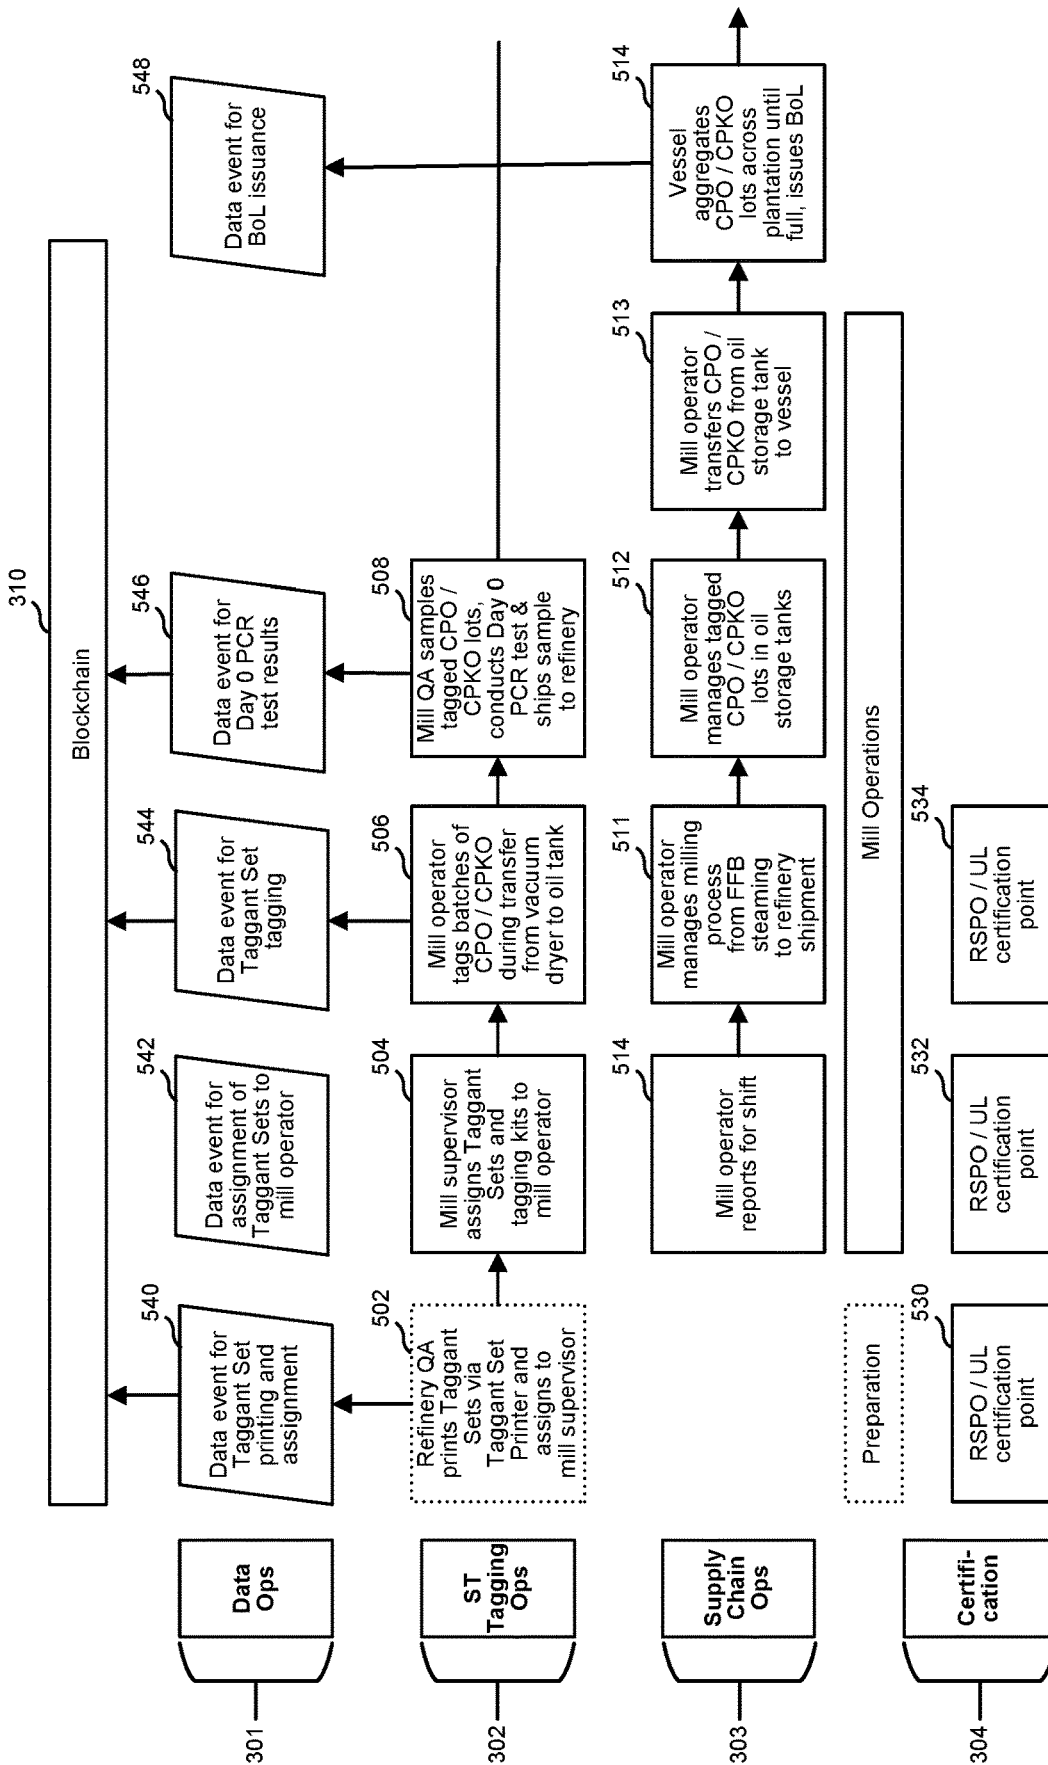 310
Blockchain
301
Data
Ops
540
Data event for
Taggant Set
printing and
assignment
542
Data event for
assignment of
Taggant Sets to
mill operator
544
Data event for
Taggant Set
tagging
546
Data event for
Day 0 PCR
test results
548
Data event for
BoL issuance
302
ST
Tagging
Ops
502
Refinery QA
prints Taggant
Sets via
Taggant Set
Printer and
assigns to
mill supervisor
504
Mill supervisor
assigns Taggant
Sets and
tagging kits to
mill operator
506
Mill operator
tags batches of
CPO / CPKO
during transfer
from vacuum
dryer to oil tank
508
Mill QA samples
tagged CPO /
CPKO lots,
conducts Day 0
PCR test &
ships sample
to refinery
303
Supply
Chain
Ops
514
Mill operator
reports for shift
511
Mill operator
manages milling
process
from FFB
steaming
to refinery
shipment
512
Mill operator
manages tagged
CPO / CPKO
lots in oil
storage tanks
513
Mill operator
transfers CPO /
CPKO from oil
storage tank
to vessel
514
Vessel
aggregates
CPO / CPKO
lots across
plantation until
full, issues BoL
Preparation
Mill Operations
304
Certifi-
cation
530
RSPO / UL
certification
point
532
RSPO / UL
certification
point
534
RSPO / UL
certification
point